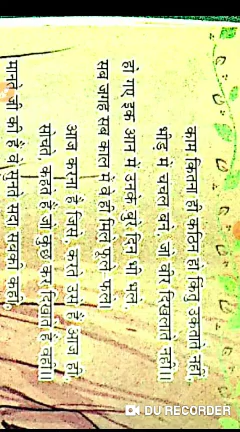 काम कितना ही कठिन हो किंतु उकताते नहीं,
भीड़ में चंचल बने, जो वीर दिखलाते नहीं॥
हो गए इक आन में उनके बुरे दिन भी भले,
सब जगह सब काल में वे ही मिले फूले फले।
आज करना है जिसे, करते उसे हैं आज ही,
सोचते, कहते हैं जो कुछ कर दिखाते हैं वही॥
मानते जी की हैं वे सुनते सदा सबकी कही,
DU RECORDER